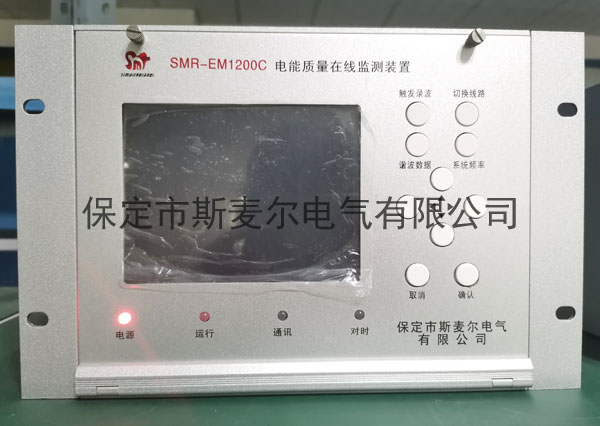 SMR-EM1200C 电能质量在线监测装置
触发录波 切换线路
谐波数据 系统频率
保定市斯麦尔电气有限公司
取消 确认
电源 运行 通讯 对时
保定市斯麦尔电气
有限公司